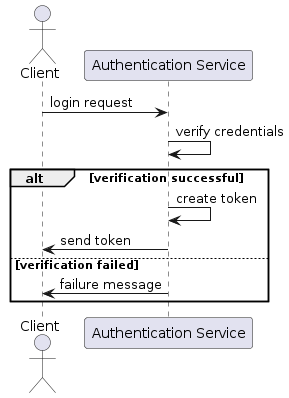 Client
Authentication Service
login request
verify credentials
alt
[verification successful]
create token
send token
[verification failed]
failure message
Client
Authentication Service